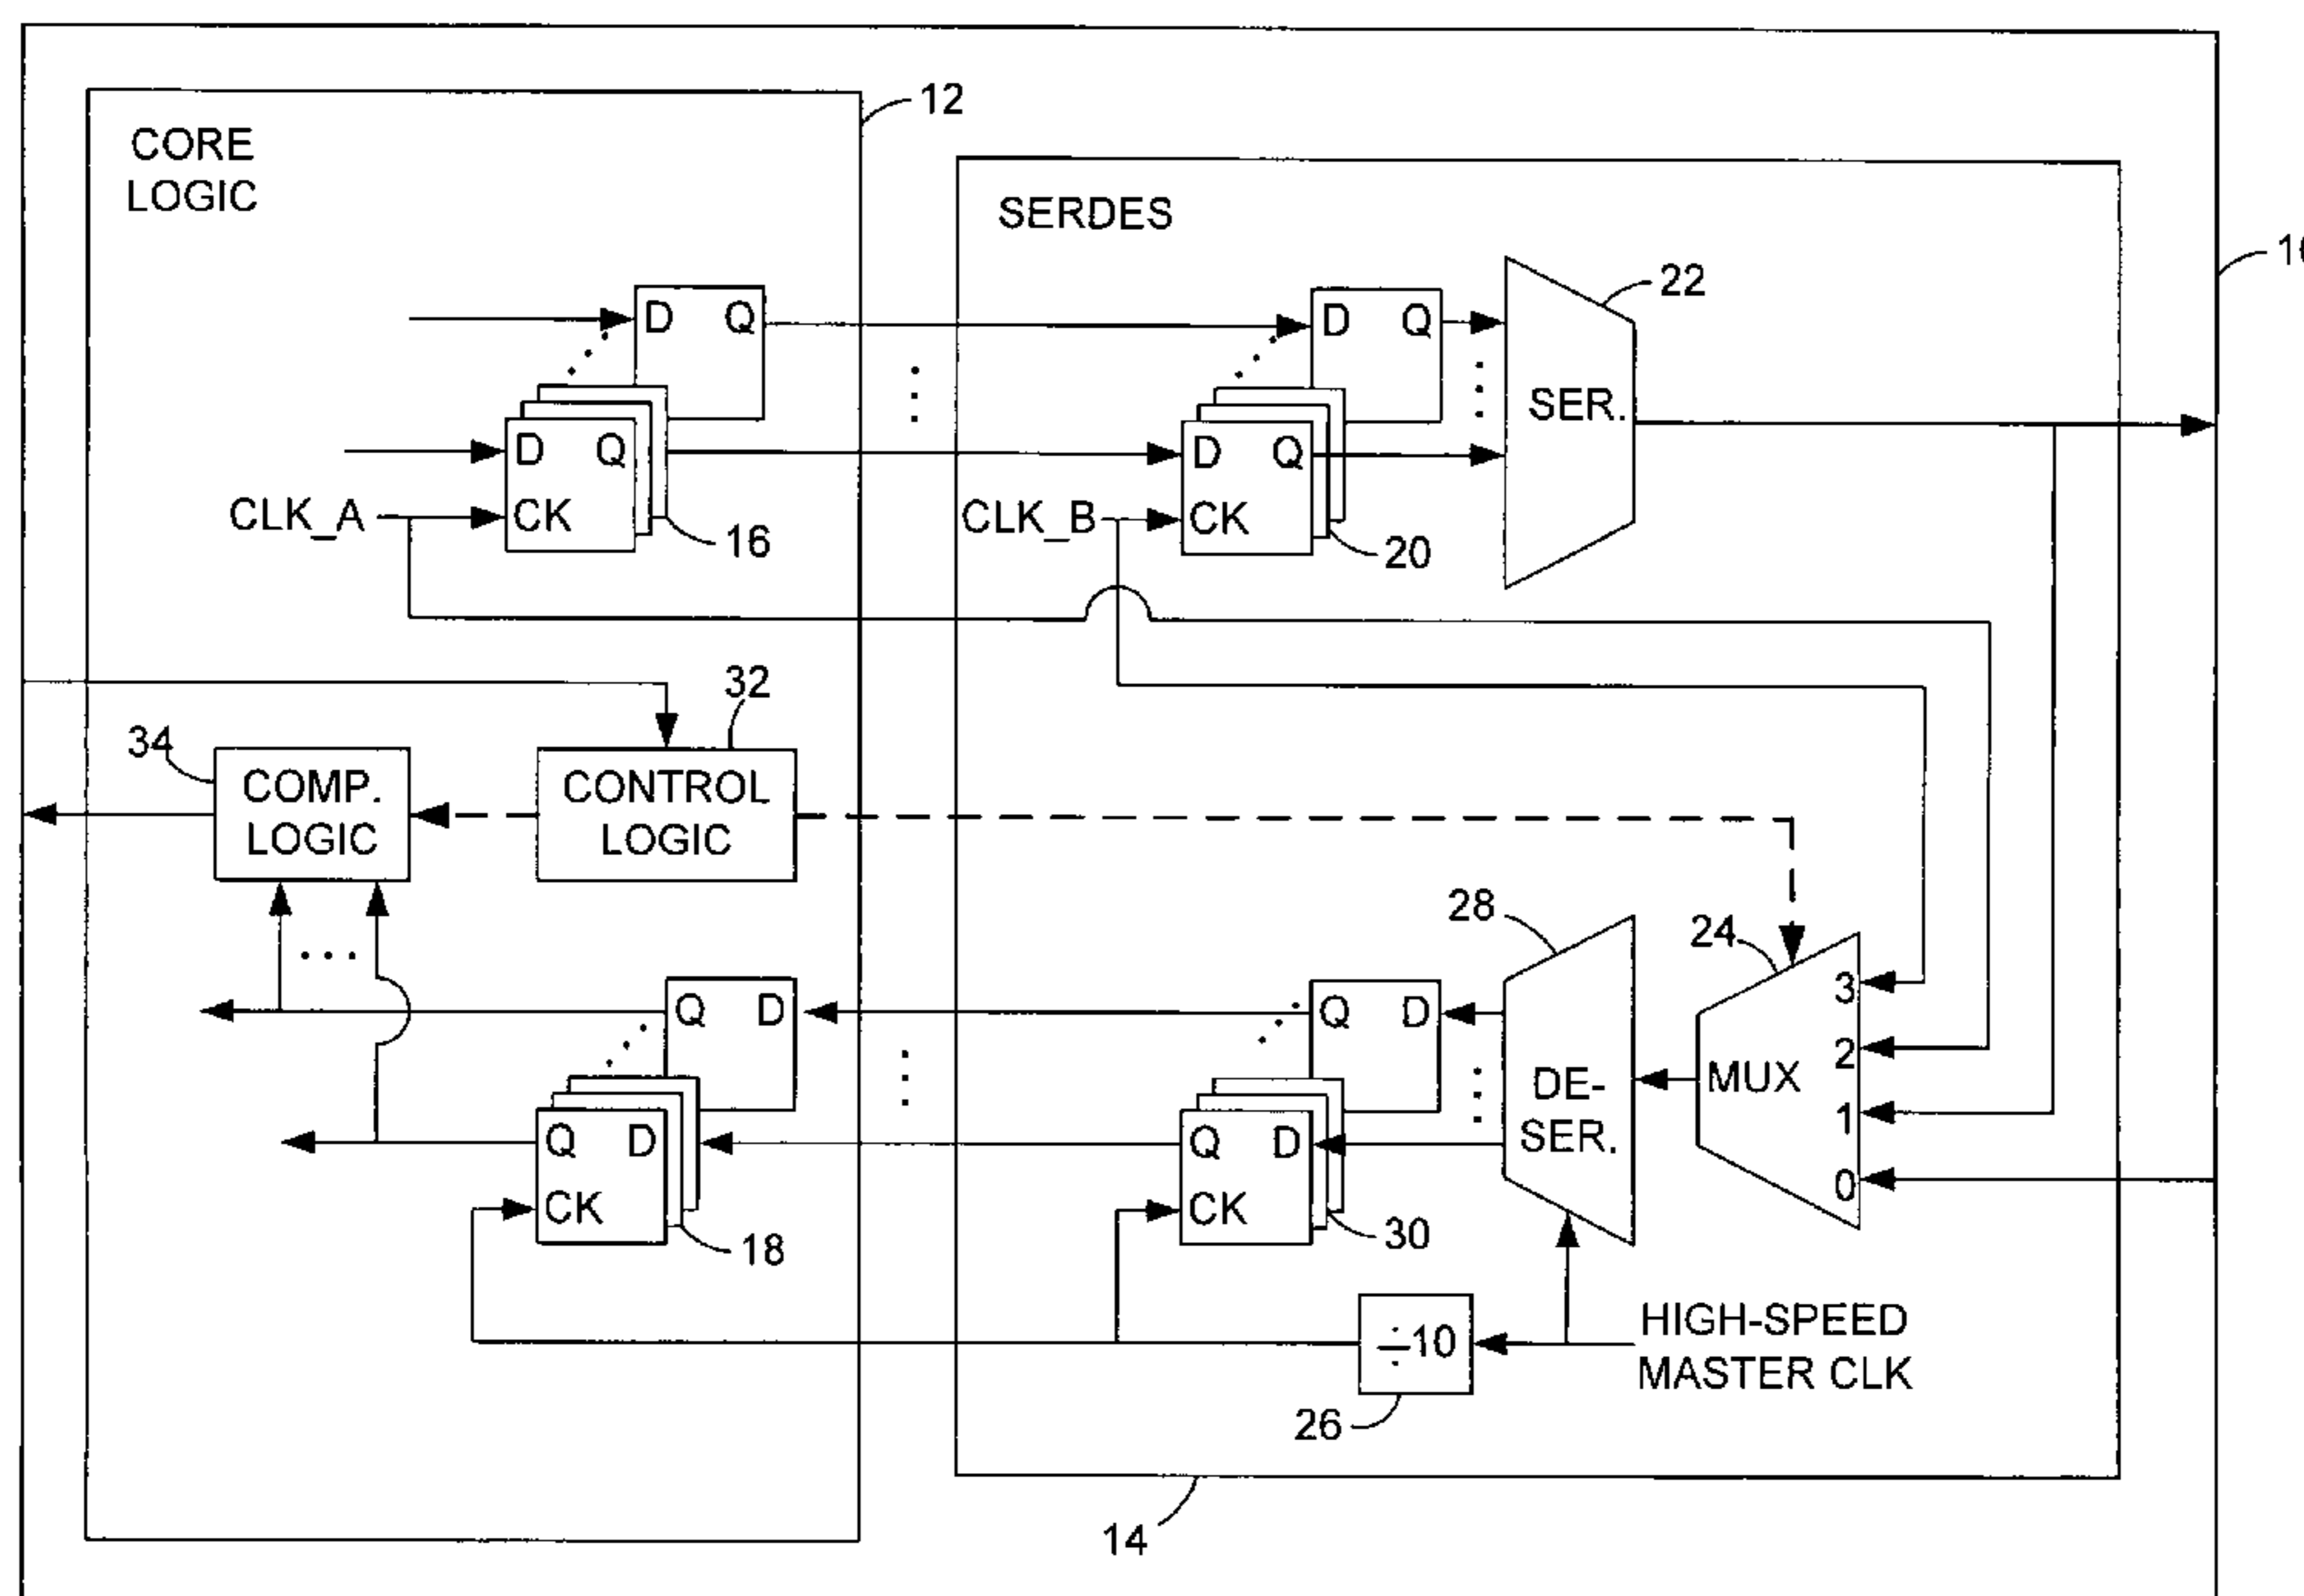 12
CORE
LOGIC
SERDES
22
D Q
D Q
SER.
D Q
CK
CLK_A
16
D Q
CK
CLK_B
20
32
34
COMP.
LOGIC
CONTROL
LOGIC
28
24
3
2
1
0
MUX
DE-
SER.
Q D
Q D
Q D
CK
18
Q D
CK
30
÷10
26
HIGH-SPEED
MASTER CLK
14